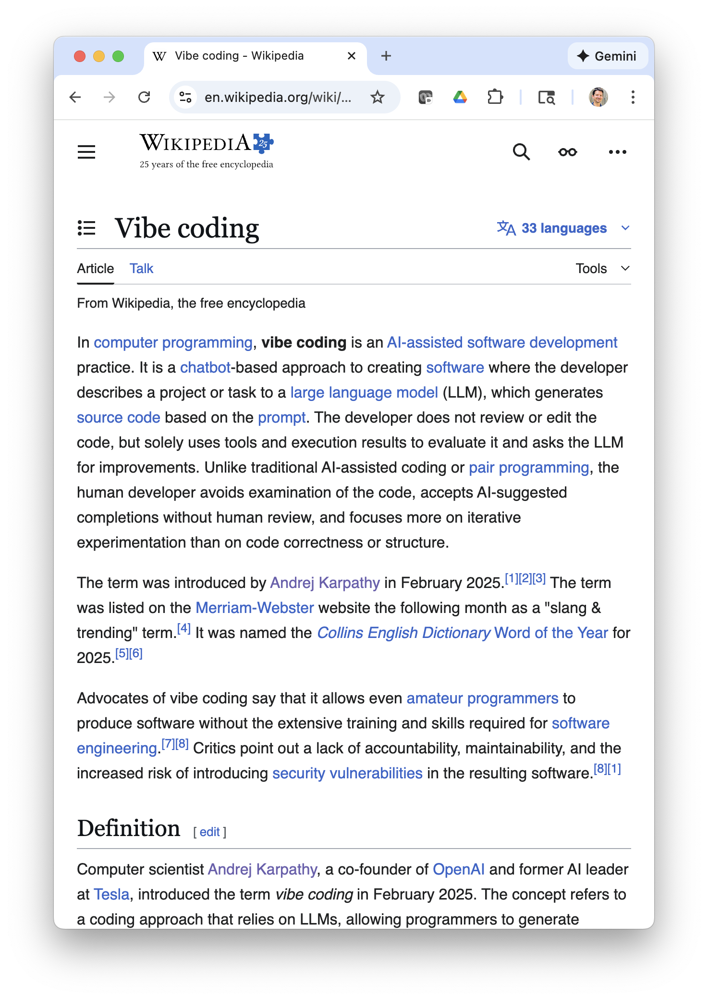 Vibe coding - Wikipedia
Gemini
en.wikipedia.org/wiki/...
WIKIPEDIA 25
25 years of the free encyclopedia
Vibe coding
33 languages
Article Talk Tools
From Wikipedia, the free encyclopedia
In computer programming, vibe coding is an AI-assisted software development
practice. It is a chatbot-based approach to creating software where the developer
describes a project or task to a large language model (LLM), which generates
source code based on the prompt. The developer does not review or edit the
code, but solely uses tools and execution results to evaluate it and asks the LLM
for improvements. Unlike traditional AI-assisted coding or pair programming, the
human developer avoids examination of the code, accepts AI-suggested
completions without human review, and focuses more on iterative
experimentation than on code correctness or structure.
The term was introduced by Andrej Karpathy in February 2025.[1][2][3] The term
was listed on the Merriam-Webster website the following month as a "slang &
trending" term.[4] It was named the Collins English Dictionary Word of the Year for
2025.[5][6]
Advocates of vibe coding say that it allows even amateur programmers to
produce software without the extensive training and skills required for software
engineering.[7][8] Critics point out a lack of accountability, maintainability, and the
increased risk of introducing security vulnerabilities in the resulting software.[8][1]
Definition [ edit ]
Computer scientist Andrej Karpathy, a co-founder of OpenAI and former AI leader
at Tesla, introduced the term vibe coding in February 2025. The concept refers to
a coding approach that relies on LLMs, allowing programmers to generate